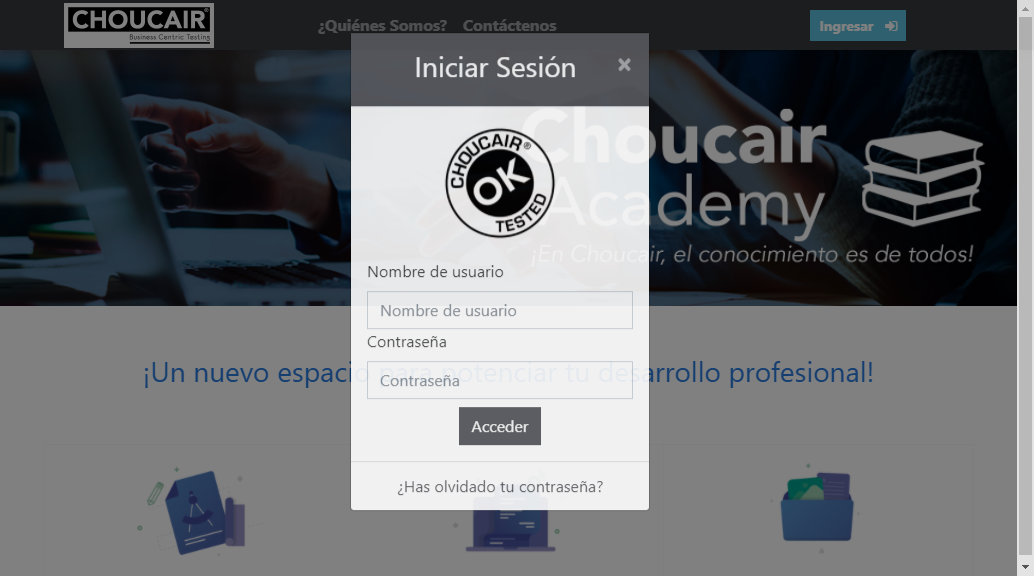 CHOUCAIR®
Business Centric Testing
¿Quiénes Somos? Contáctenos
Ingresar
Iniciar Sesión
×
CHOUCAIR®
OK
TESTED
Choucair
Academy
¡En Choucair, el conocimiento es de todos!
Nombre de usuario
Nombre de usuario
Contraseña
¡Un nuevo espacio para potenciar tu desarrollo profesional!
Contraseña
Acceder
¿Has olvidado tu contraseña?